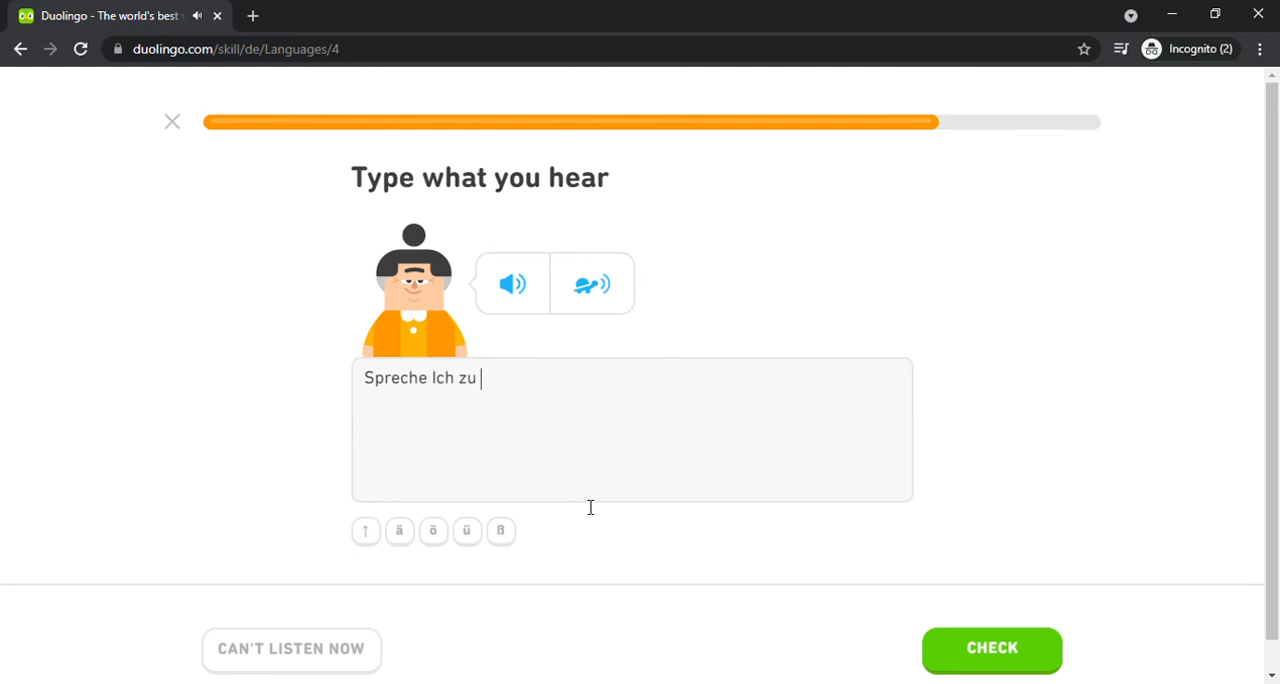 Duolingo - The world's best
duolingo.com/skill/de/Languages/4
Incognito (2)
Type what you hear
Spreche Ich zu
↑ ä ö ü ß
CAN'T LISTEN NOW
CHECK